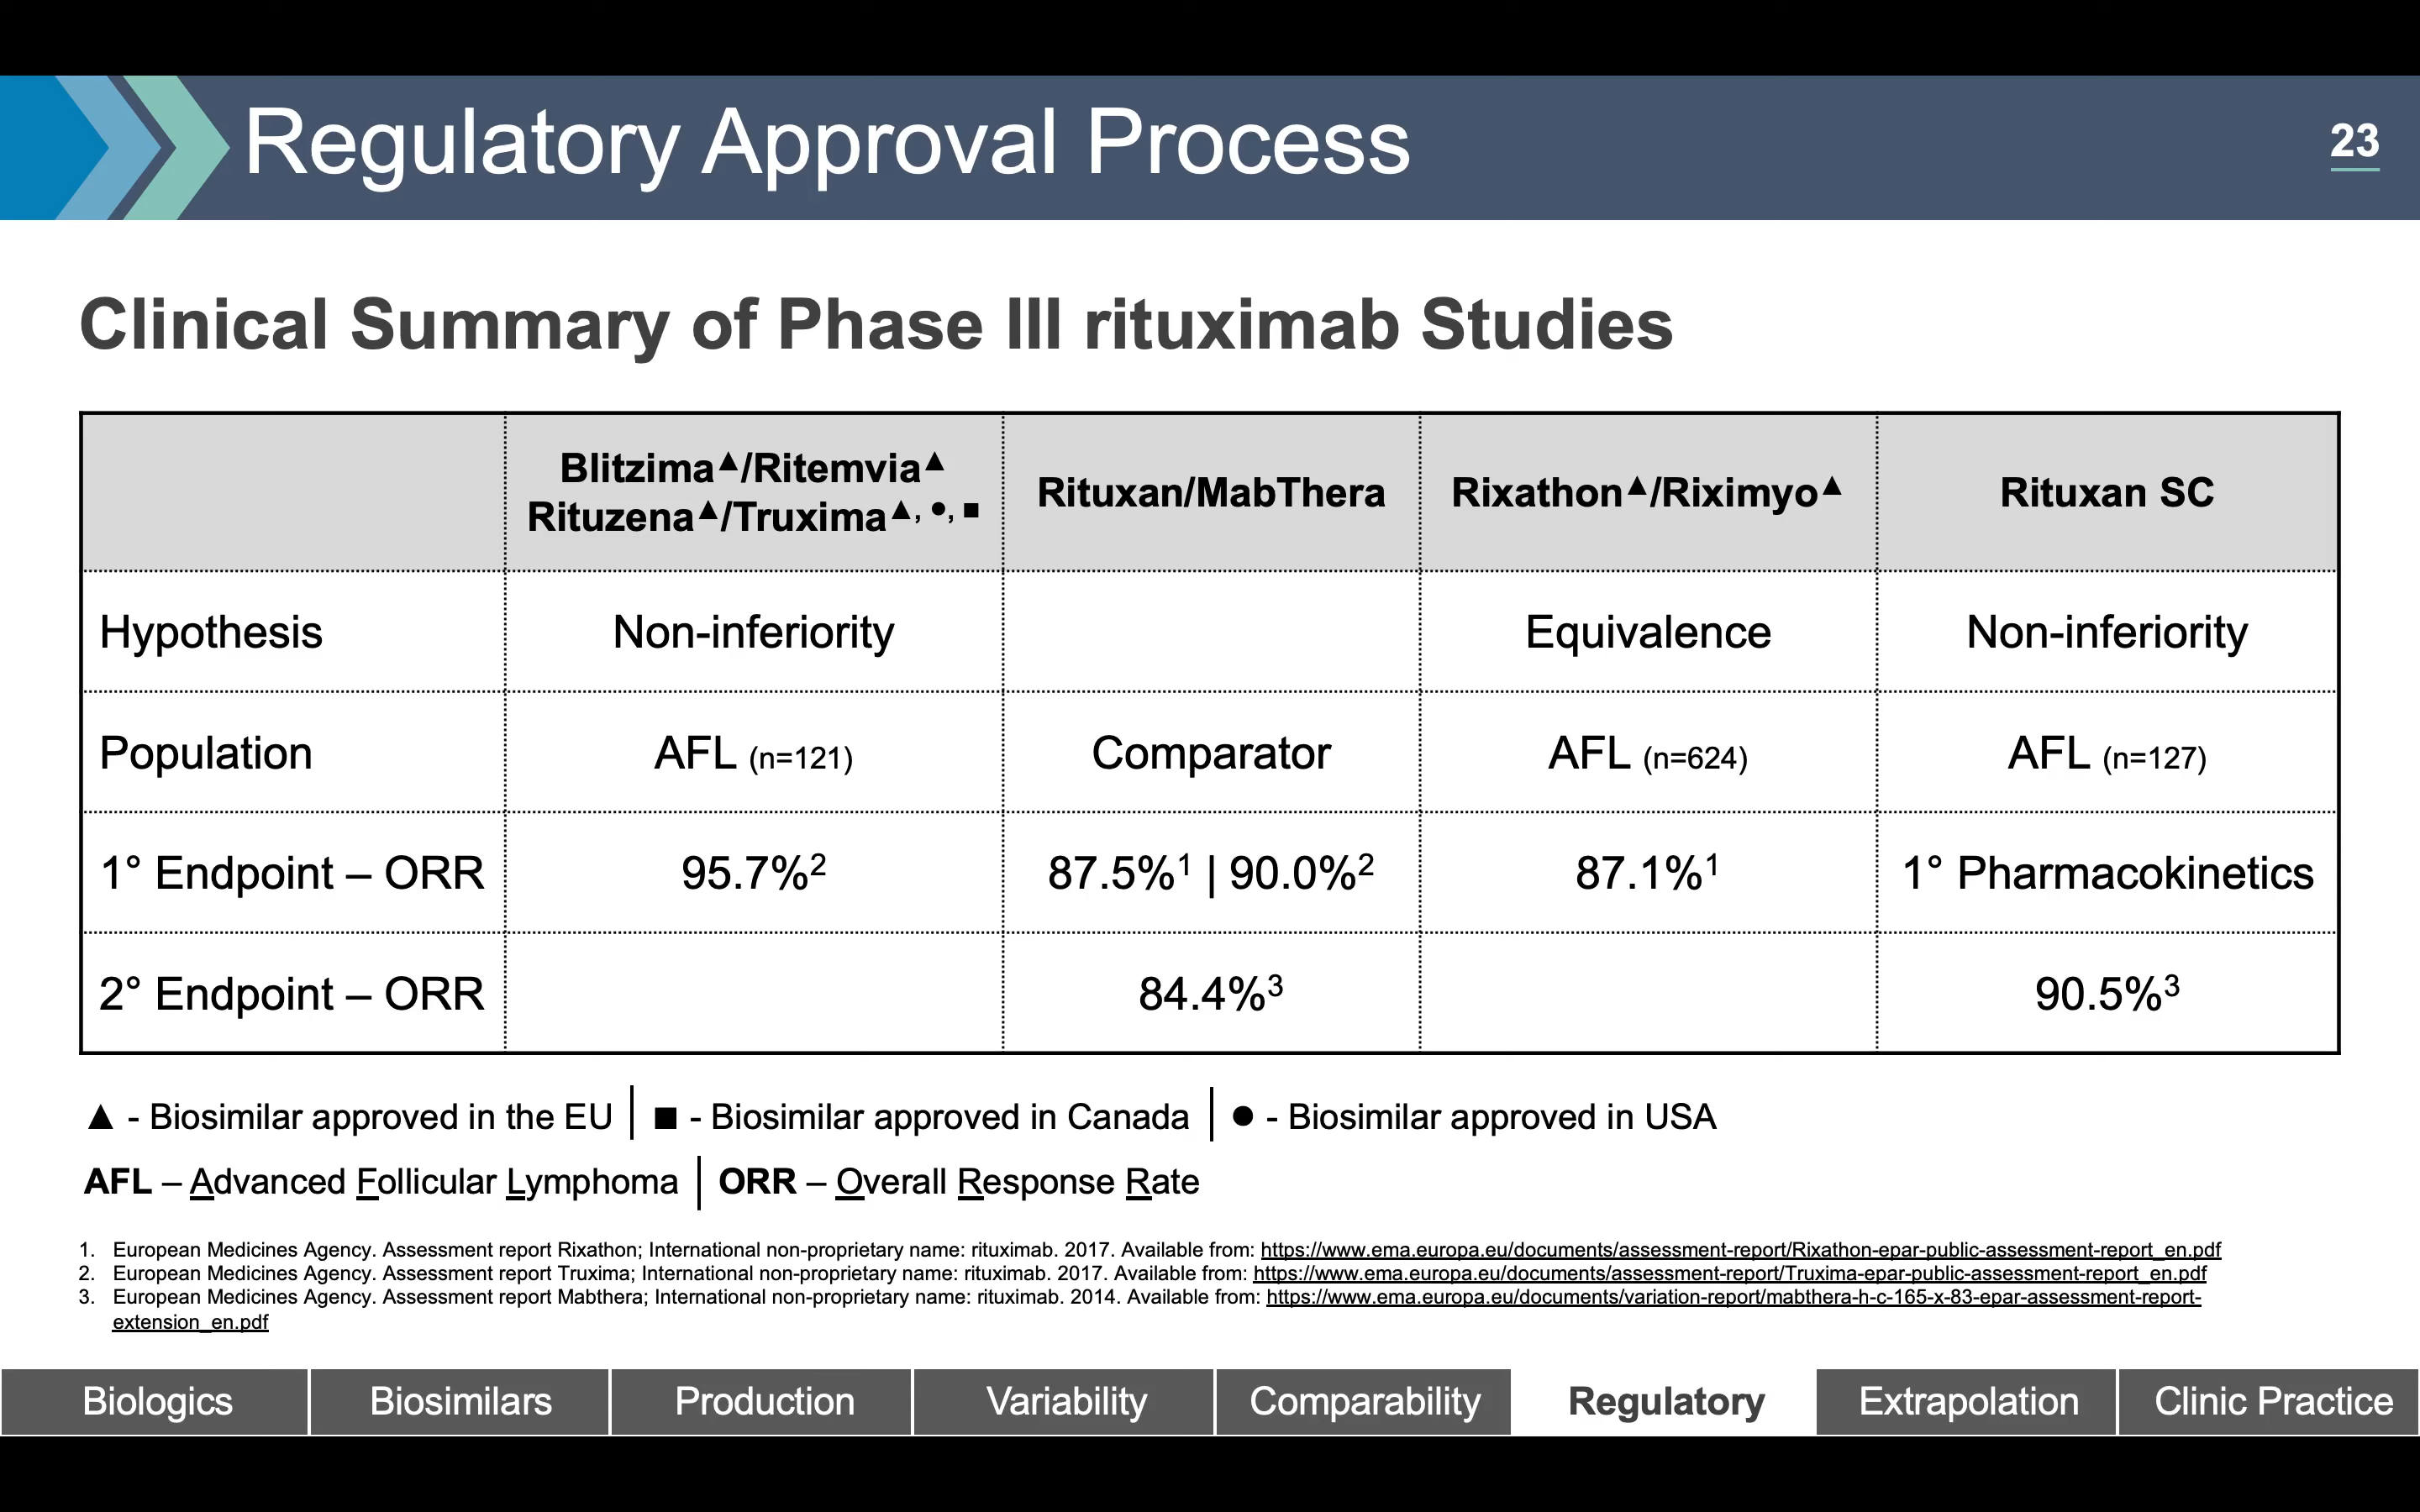 Regulatory Approval Process
23
Clinical Summary of Phase III rituximab Studies
Blitzima▲/Ritemvia▲
Rituzena▲/Truxima▲, ●, ■
Rituxan/MabThera
Rixathon▲/Riximyo▲
Rituxan SC
Hypothesis
Non-inferiority
Equivalence
Non-inferiority
Population
AFL (n=121)
Comparator
AFL (n=624)
AFL (n=127)
1° Endpoint – ORR
95.7%2
87.5%1 | 90.0%2
87.1%1
1° Pharmacokinetics
2° Endpoint – ORR
84.4%3
90.5%3
▲ - Biosimilar approved in the EU | ■ - Biosimilar approved in Canada | ● - Biosimilar approved in USA
AFL – Advanced Follicular Lymphoma | ORR – Overall Response Rate
1. European Medicines Agency. Assessment report Rixathon; International non-proprietary name: rituximab. 2017. Available from: https://www.ema.europa.eu/documents/assessment-report/Rixathon-epar-public-assessment-report_en.pdf
2. European Medicines Agency. Assessment report Truxima; International non-proprietary name: rituximab. 2017. Available from: https://www.ema.europa.eu/documents/assessment-report/Truxima-epar-public-assessment-report_en.pdf
3. European Medicines Agency. Assessment report Mabthera; International non-proprietary name: rituximab. 2014. Available from: https://www.ema.europa.eu/documents/variation-report/mabthera-h-c-165-x-83-epar-assessment-report-
extension_en.pdf
Biologics
Biosimilars
Production
Variability
Comparability
Regulatory
Extrapolation
Clinic Practice